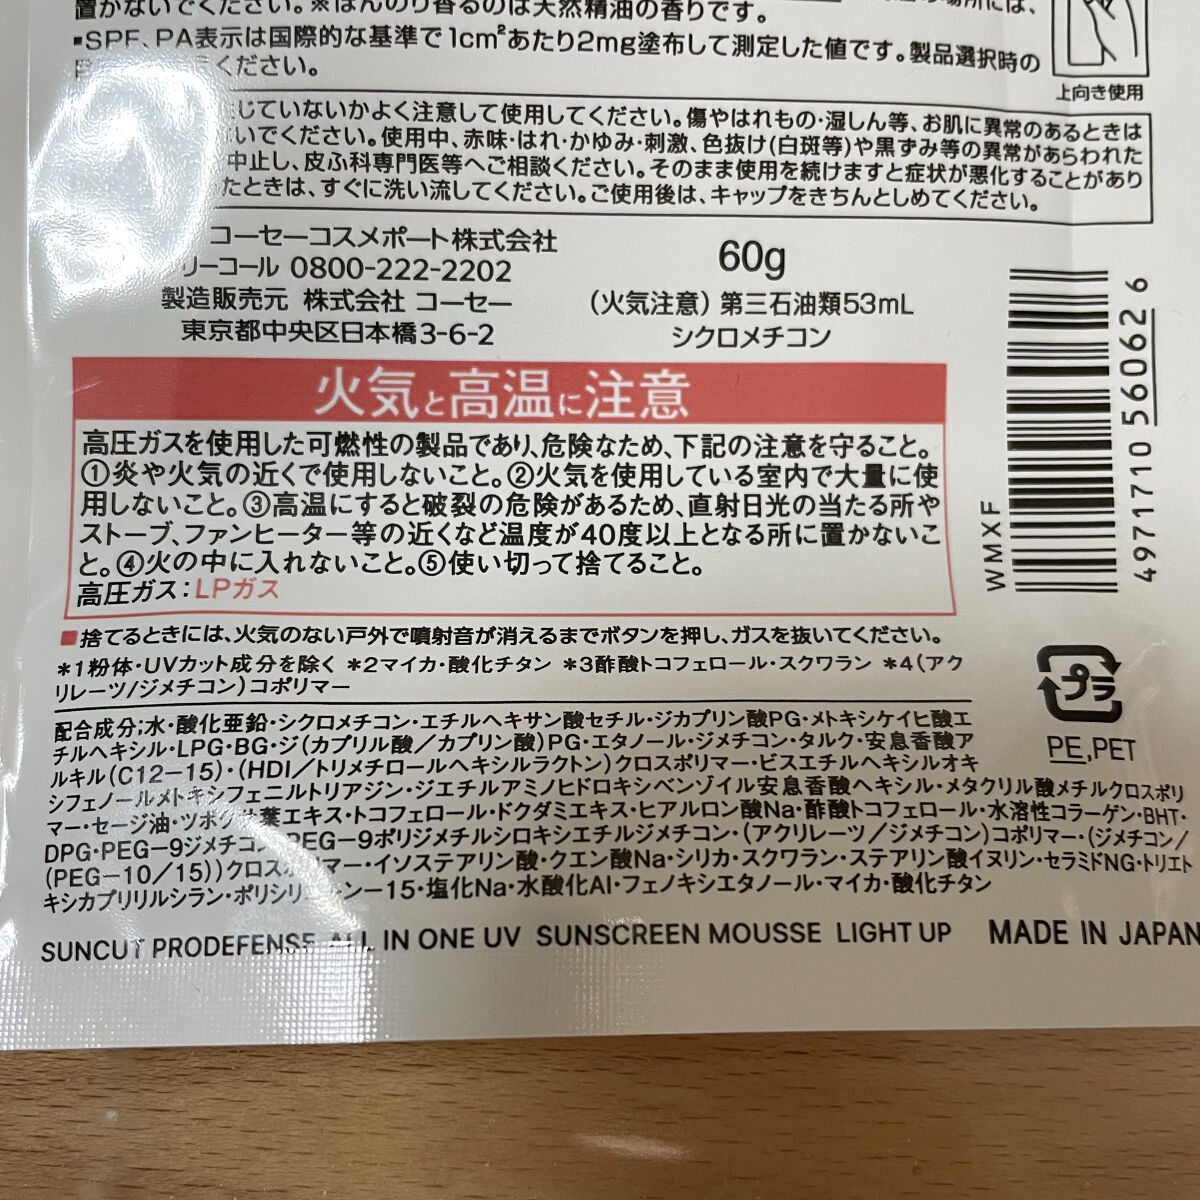 置かないでください。※ほんのり香るのは天然精油の香りです。
の場所には、
▪SPF、PA表示は国際的な基準で1c㎡あたり2mg塗布して測定した値です。製品選択時の
ください。
上向き使用
じていないかよく注意して使用してください。傷やはれもの・湿しん等、お肌に異常のあるときは
いでください。使用中、赤味・はれ・かゆみ・刺激、色抜け(白斑等)や黒ずみ等の異常があらわれた
中止し、皮ふ科専門医等へご相談ください。そのまま使用を続けますと症状が悪化することがあり
たときは、すぐに洗い流してください。ご使用後は、キャップをきちんとしめてください。
コーセーコスメポート株式会社
リーコール 0800-222-2202
製造販売元 株式会社 コーセー
東京都中央区日本橋3-6-2
60g
(火気注意) 第三石油類53mL
シクロメチコン
WMXF
4971710560626
火気と高温に注意
高圧ガスを使用した可燃性の製品であり、危険なため、下記の注意を守ること。
①炎や火気の近くで使用しないこと。②火気を使用している室内で大量に使
用しないこと。③高温にすると破裂の危険があるため、直射日光の当たる所や
ストーブ、ファンヒーター等の近くなど温度が40度以上となる所に置かないこ
と。④火の中に入れないこと。⑤使い切って捨てること。
高圧ガス：LPガス
■捨てるときには、火気のない戸外で噴射音が消えるまでボタンを押し、ガスを抜いてください。
*1粉体・UVカット成分を除く *2マイカ・酸化チタン *3酢酸トコフェロール・スクワラン *4(アク
リレーツ/ジメチコン)コポリマー
プラ
PE,PET
配合成分;水・酸化亜鉛・シクロメチコン・エチルヘキサン酸セチル・ジカプリン酸PG・メトキシケイヒ酸エ
チルヘキシル・LPG・BG・ジ(カプリル酸／カプリン酸)PG・エタノール・ジメチコン・タルク・安息香酸ア
ルキル(C12－15)・(HDI／トリメチロールヘキシルラクトン)クロスポリマー・ビスエチルヘキシルオキ
シフェノールメトキシフェニルトリアジン・ジエチルアミノヒドロキシベンゾイル安息香酸ヘキシル・メタクリル酸メチルクロスポリ
マー・セージ油・ツボクサ葉エキス・トコフェロール・ドクダミエキス・ヒアルロン酸Na・酢酸トコフェロール・水溶性コラーゲン・BHT・
DPG・PEG－9ジメチコン・PEG－9ポリジメチルシロキシエチルジメチコン・(アクリレーツ／ジメチコン)コポリマー・(ジメチコン/
(PEG-10／15))クロスポリマー・イソステアリン酸・クエン酸Na・シリカ・スクワラン・ステアリン酸イヌリン・セラミドNG・トリエト
キシカプリリルシラン・ポリシリコーン－15・塩化Na・水酸化Al・フェノキシエタノール・マイカ・酸化チタン
SUNCUT PRODEFENSE ALL IN ONE UV SUNSCREEN MOUSSE LIGHT UP MADE IN JAPAN